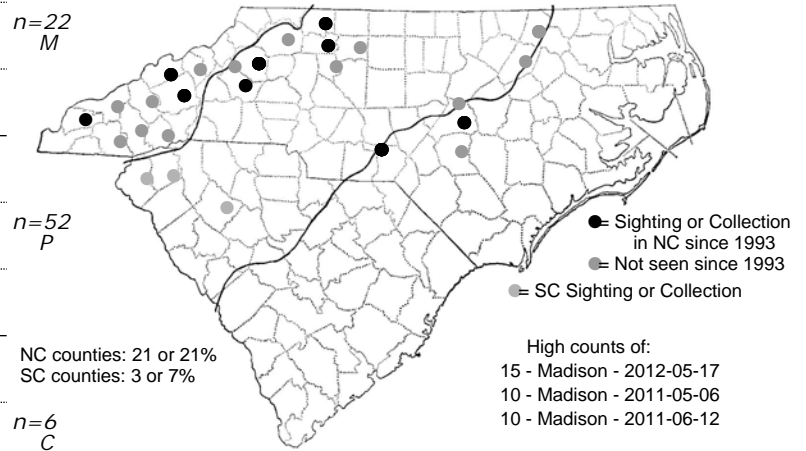 n=22
M
n=52
P
n=6
C
= Sighting or Collection
in NC since 1993
= Not seen since 1993
= SC Sighting or Collection
NC counties: 21 or 21%
SC counties: 3 or 7%
High counts of:
15 - Madison - 2012-05-17
10 - Madison - 2011-05-06
10 - Madison - 2011-06-12